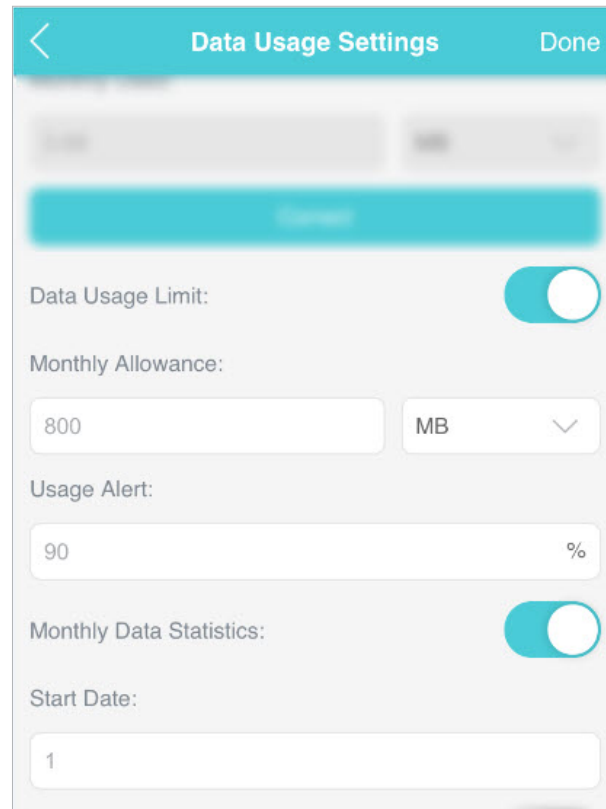 Data Usage Settings Done
Data Usage Limit:
Monthly Allowance:
800 MB
Usage Alert:
90 %
Monthly Data Statistics:
Start Date:
1